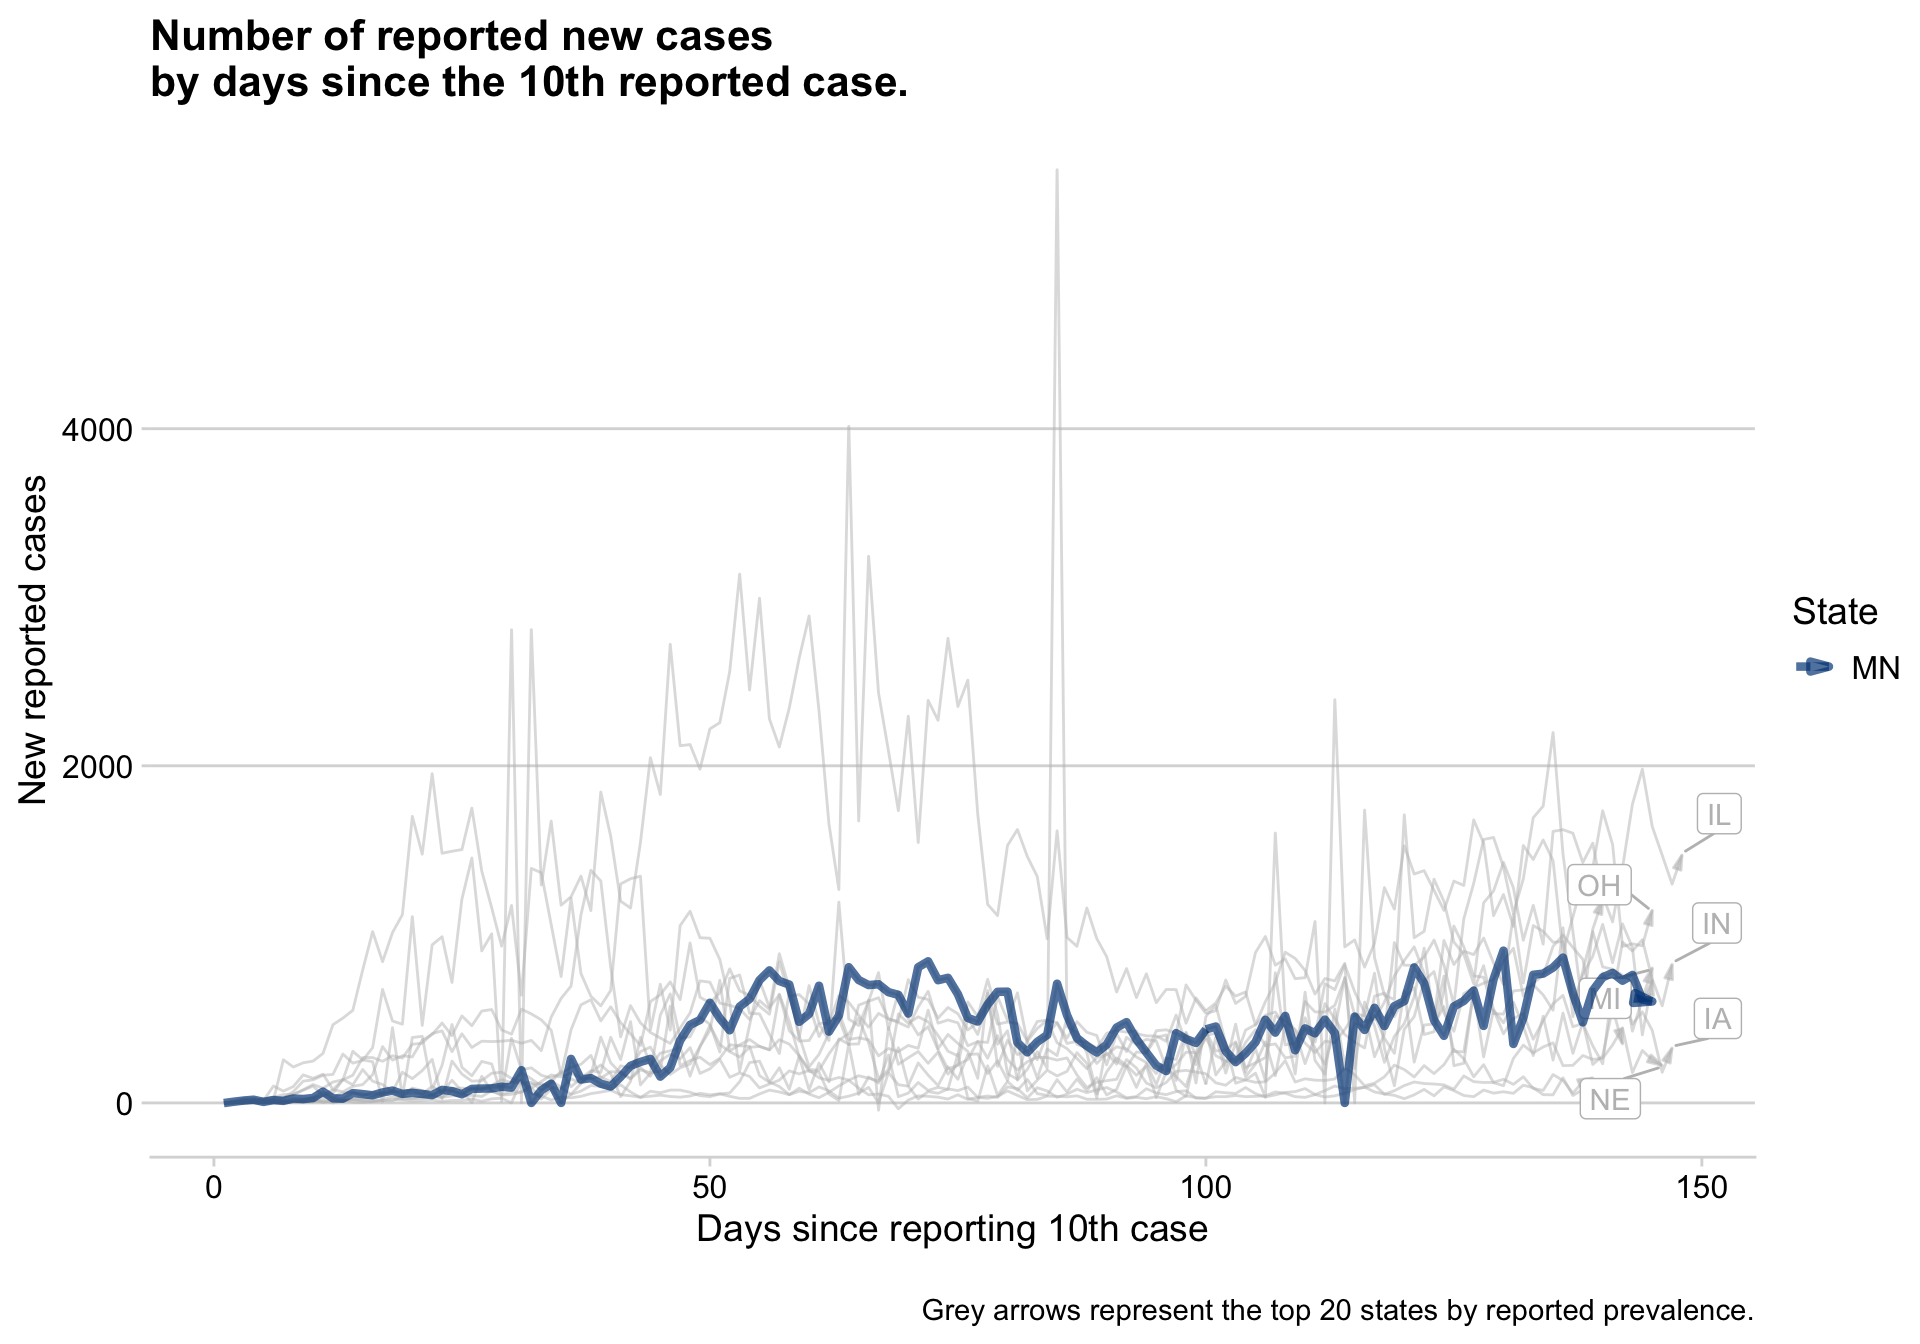 Number of reported new cases
by days since the 10th reported case.
New reported cases
4000
2000
0
IL
OH
IN
MI
IA
NE
State
MN
0 50 100 150
Days since reporting 10th case
Grey arrows represent the top 20 states by reported prevalence.